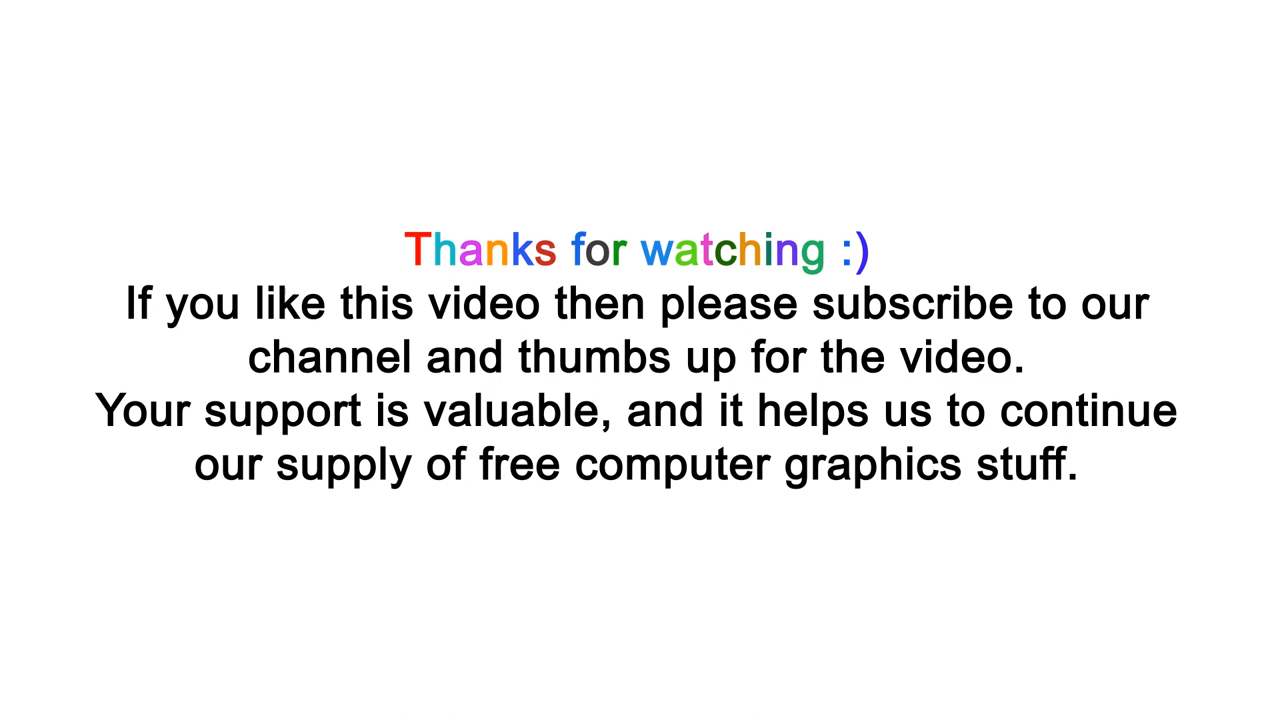 Thanks for watching :)
If you like this video then please subscribe to our
channel and thumbs up for the video.
Your support is valuable, and it helps us to continue
our supply of free computer graphics stuff.